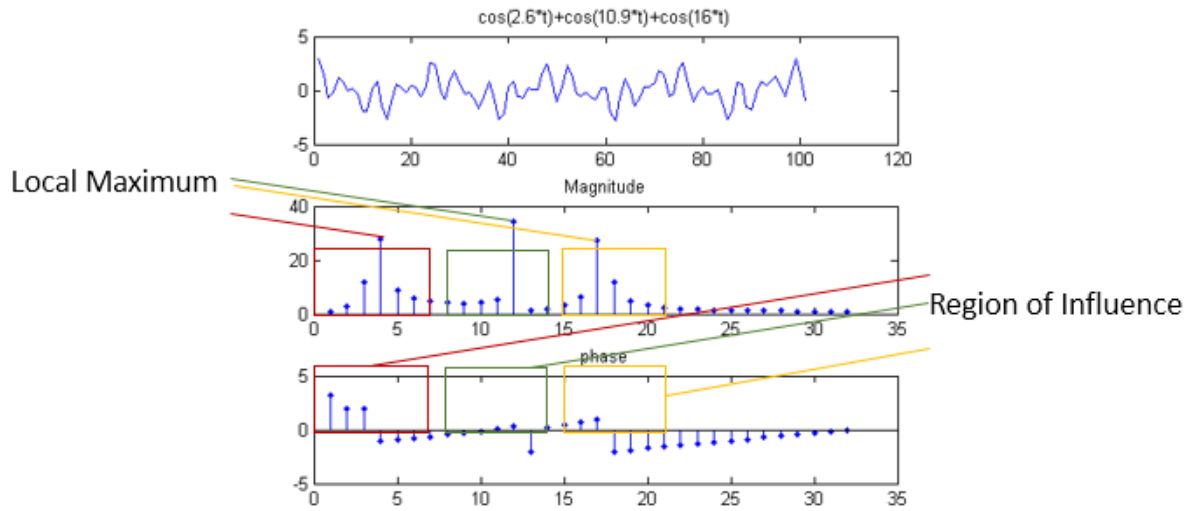 cos(2.6*t)+cos(10.9*t)+cos(16*t)
5
0
-5
0 20 40 60 80 100 120
Local Maximum
Magnitude
40
20
0
0 5 10 15 20 25 30 35
Region of Influence
phase
5
0
-5
0 5 10 15 20 25 30 35